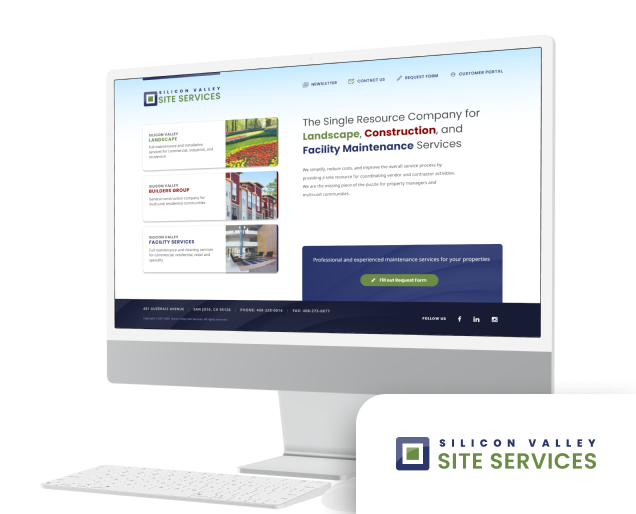 SILICON VALLEY
SITE SERVICES
NEWSLETTER
CONTACT US
REQUEST FORM
CUSTOMER PORTAL
The Single Resource Company for
Landscape, Construction, and
Facility Maintenance Services
We simplify, reduce costs, and improve the overall service process by
providing a sole resource for coordinating vendor and contractor activities.
We are the missing piece of the puzzle for property managers and
multi-unit communities.
SILICON VALLEY
LANDSCAPE
Full maintenance and installation
services for commercial, industrial, and
residential
SILICON VALLEY
BUILDERS GROUP
General construction company for
multi-unit residential communities
SILICON VALLEY
FACILITY SERVICES
Full maintenance and cleaning services
for commercial, residential, retail and
specialty
Professional and experienced maintenance services for your properties
Fill out Request Form
AVENUE
SAN JOSE, CA
PHONE:
FAX:
FOLLOW US
SILICON VALLEY
SITE SERVICES